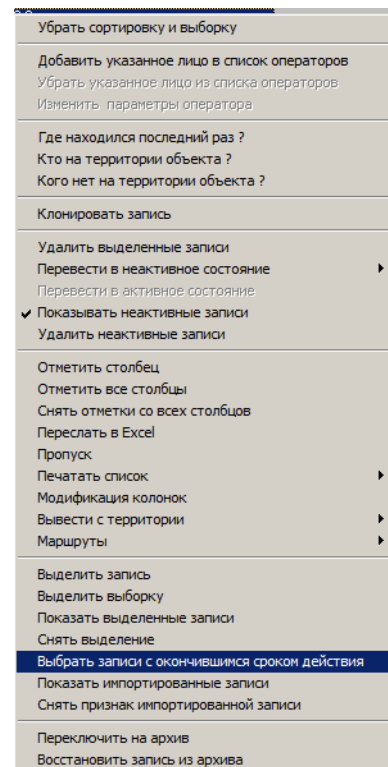 Убрать сортировку и выборку
Добавить указанное лицо в список операторов
Убрать указанное лицо из списка операторов
Изменить параметры оператора
Где находился последний раз ?
Кто на территории объекта ?
Кого нет на территории объекта ?
Клонировать запись
Удалить выделенные записи
Перевести в неактивное состояние
Перевести в активное состояние
Показывать неактивные записи
Удалить неактивные записи
Отметить столбец
Отметить все столбцы
Снять отметки со всех столбцов
Переслать в Excel
Пропуск
Печатать список
Модификация колонок
Вывести с территории
Маршруты
Выделить запись
Выделить выборку
Показать выделенные записи
Снять выделение
Выбрать записи с окончившимся сроком действия
Показать импортированные записи
Снять признак импортированной записи
Переключить на архив
Восстановить запись из архива